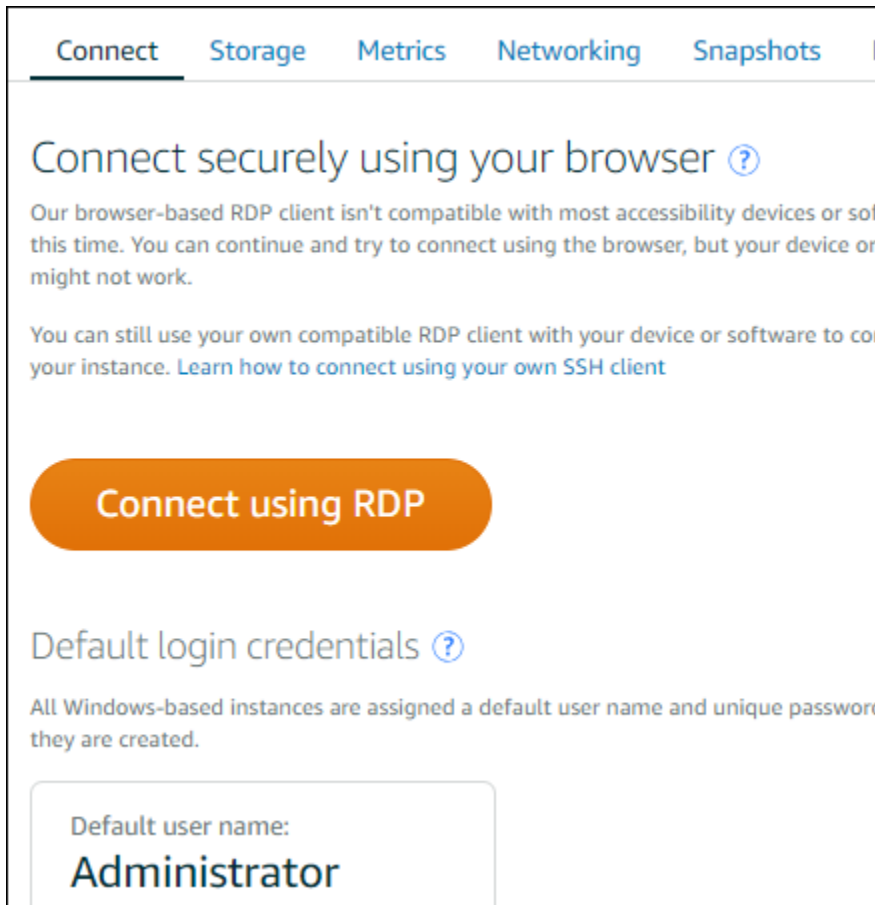 Connect Storage Metrics Networking Snapshots
Connect securely using your browser ?
Our browser-based RDP client isn't compatible with most accessibility devices or
this time. You can continue and try to connect using the browser, but your device or
might not work.
You can still use your own compatible RDP client with your device or software to
your instance. Learn how to connect using your own SSH client
Connect using RDP
Default login credentials ?
All Windows-based instances are assigned a default user name and unique
they are created.
Default user name:
Administrator